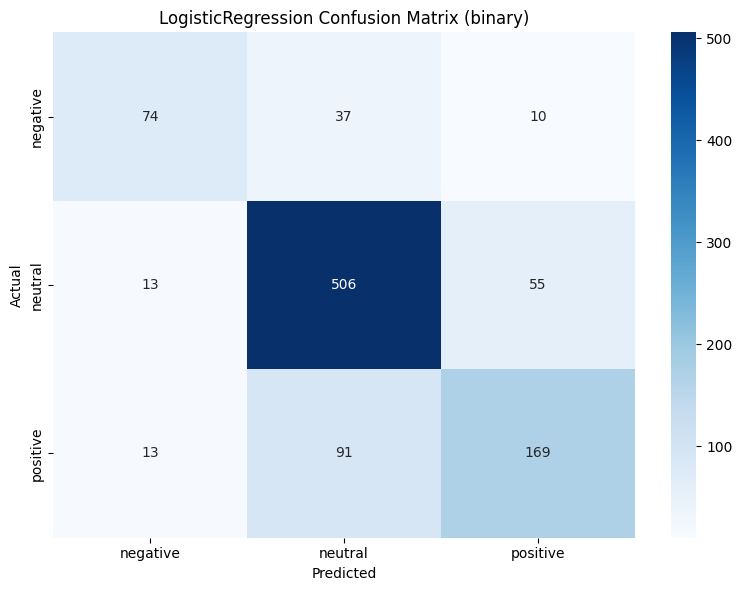 LogisticRegression Confusion Matrix (binary)
negative
74
37
10
500
400
300
200
100
Actual
neutral
13
506
55
positive
13
91
169
negative
neutral
positive
Predicted